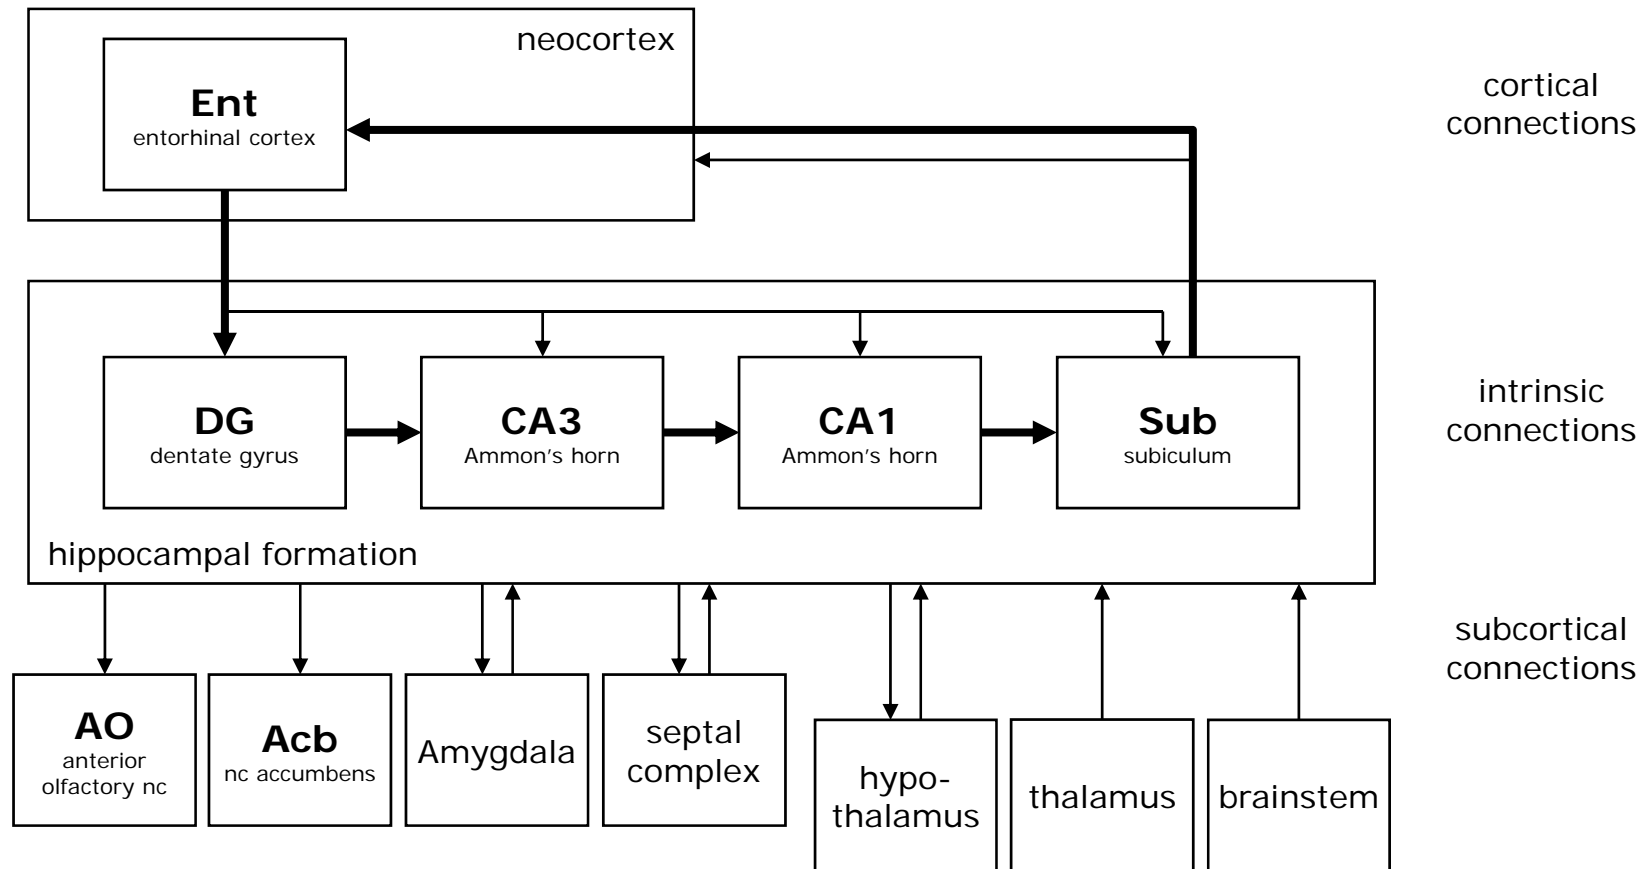 neocortex
Ent
entorhinal cortex
cortical
connections
DG
dentate gyrus
CA3
Ammon's horn
CA1
Ammon's horn
Sub
subiculum
intrinsic
connections
hippocampal formation
subcortical
connections
AO
anterior
olfactory nc
Acb
nc accumbens
Amygdala
septal
complex
hypo-
thalamus
thalamus
brainstem